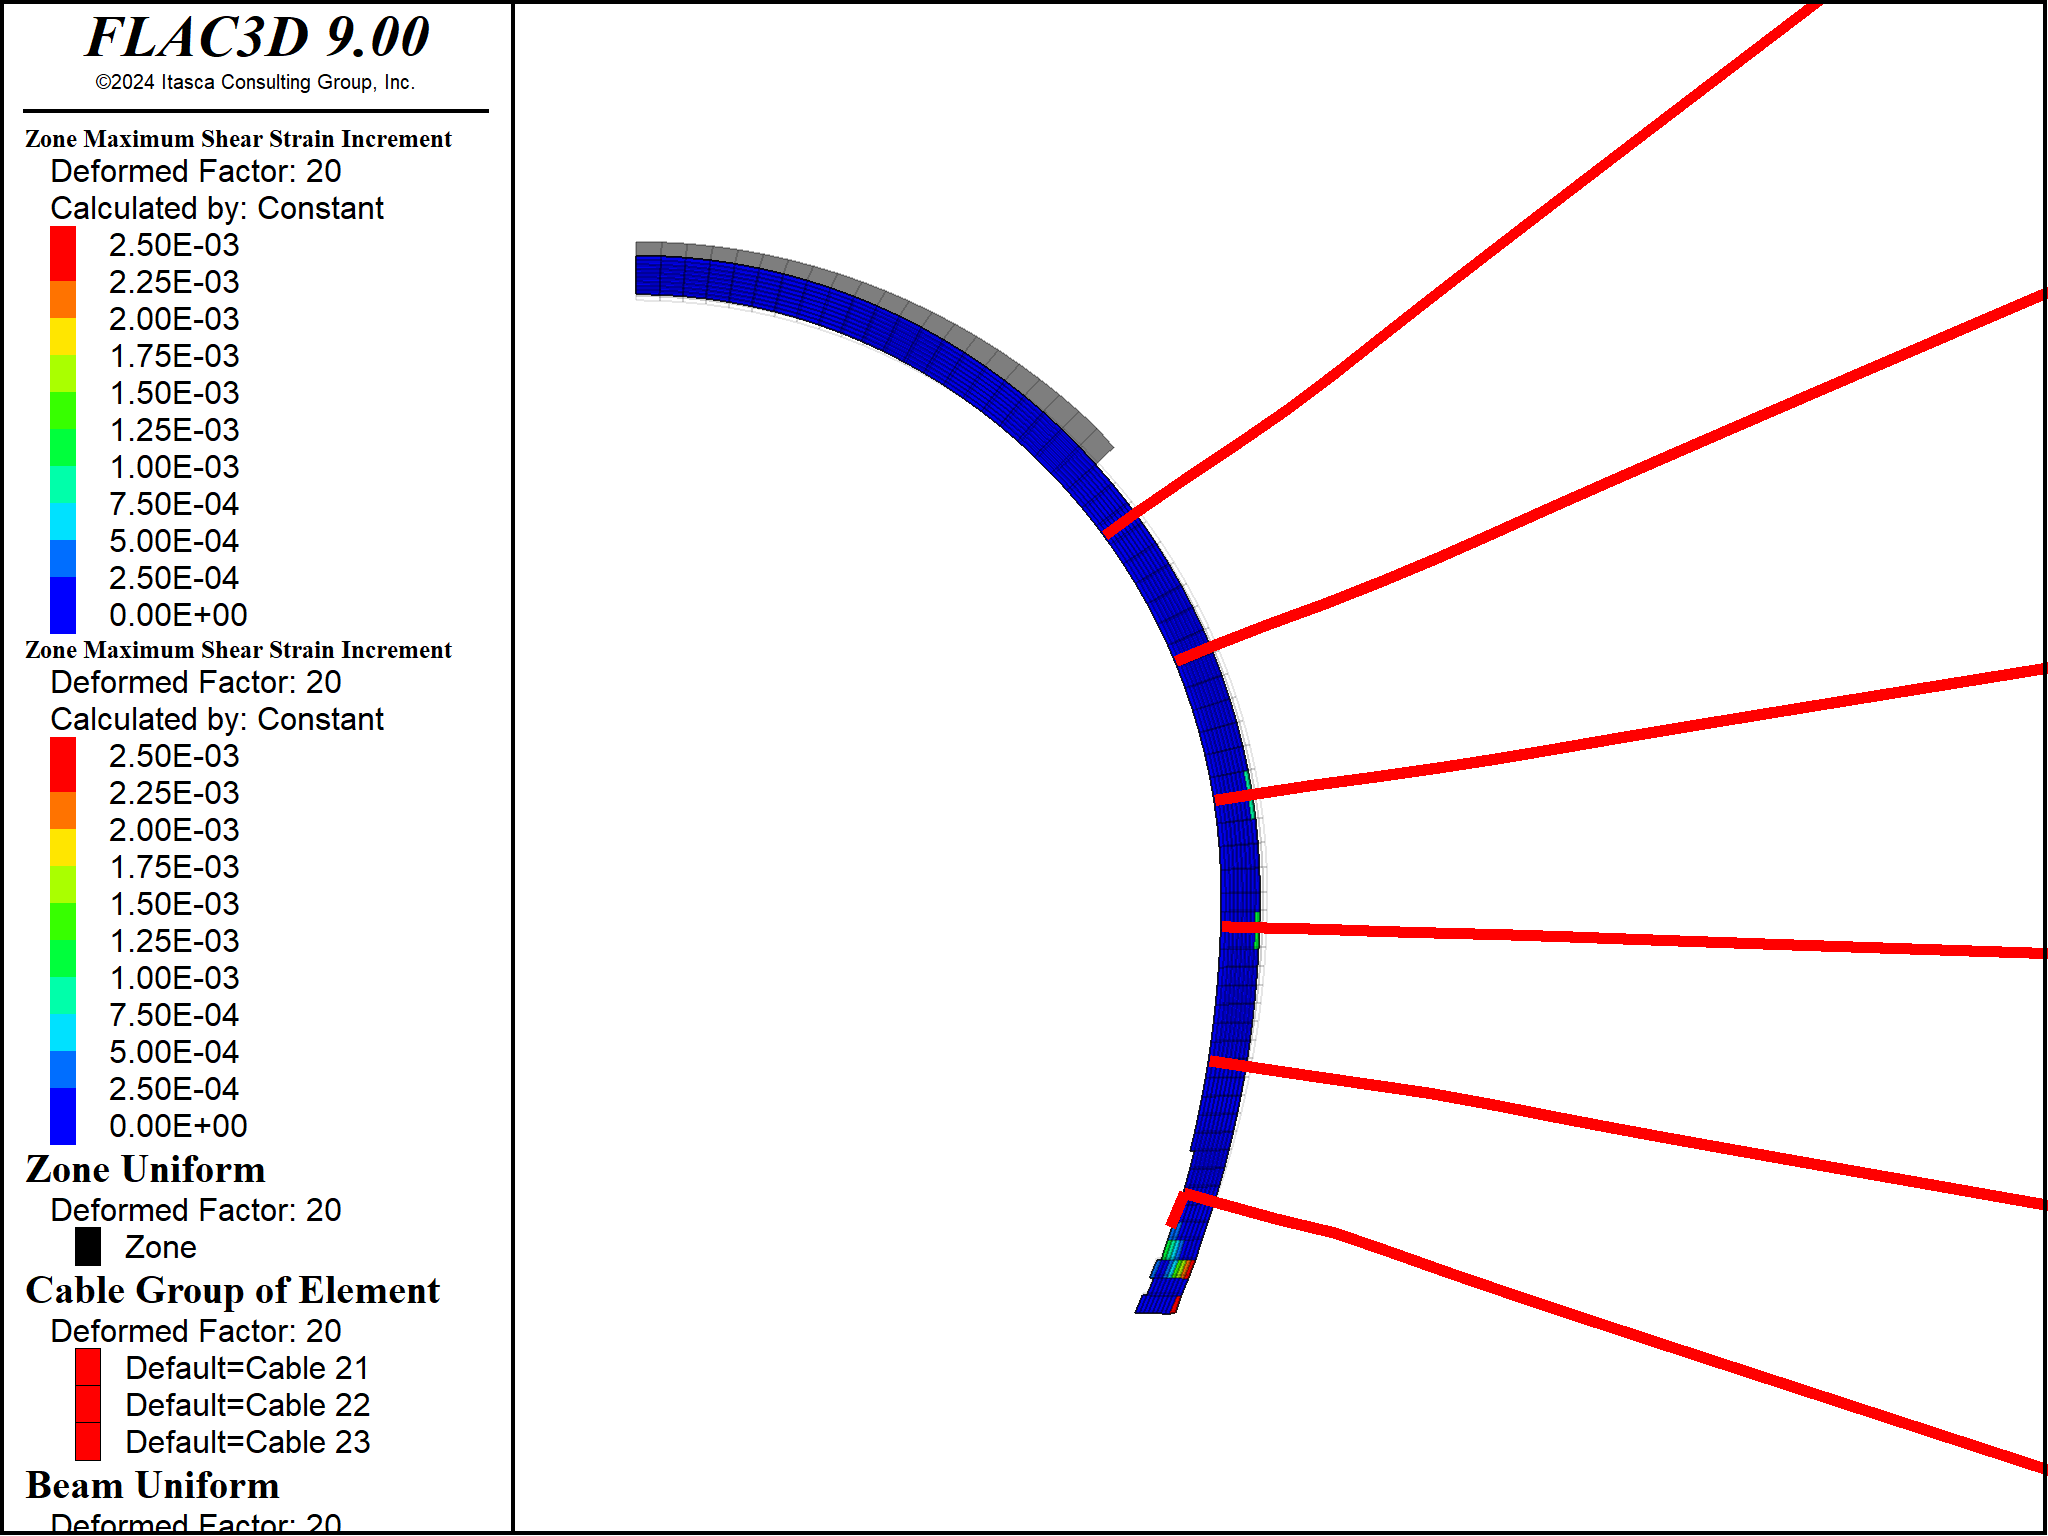 FLAC3D 9.00
©2024 Itasca Consulting Group, Inc.
Zone Maximum Shear Strain Increment
Deformed Factor: 20
Calculated by: Constant
2.50E-03
2.25E-03
2.00E-03
1.75E-03
1.50E-03
1.25E-03
1.00E-03
7.50E-04
5.00E-04
2.50E-04
0.00E+00
Zone Maximum Shear Strain Increment
Deformed Factor: 20
Calculated by: Constant
2.50E-03
2.25E-03
2.00E-03
1.75E-03
1.50E-03
1.25E-03
1.00E-03
7.50E-04
5.00E-04
2.50E-04
0.00E+00
Zone Uniform
Deformed Factor: 20
Zone
Cable Group of Element
Deformed Factor: 20
Default=Cable 21
Default=Cable 22
Default=Cable 23
Beam Uniform
Deformed Factor: 20